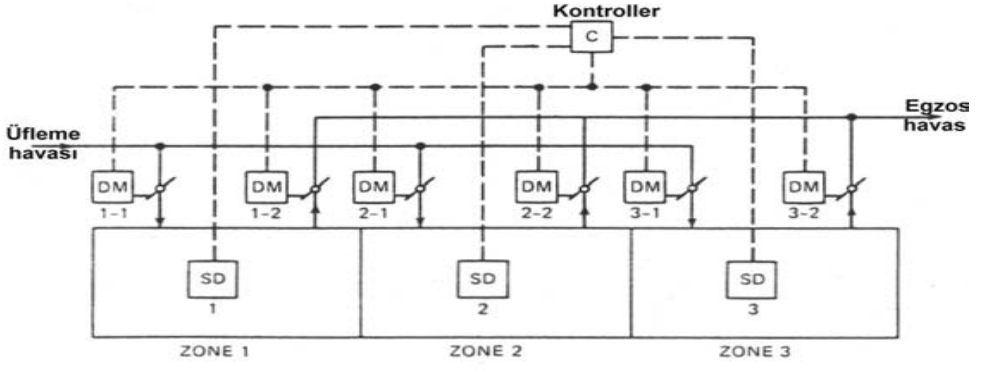 Kontroller
C
Egzos
havas
Üfleme
havası
DM DM DM DM DM DM
1-1 1-2 2-1 2-2 3-1 3-2
SD SD SD
1 2 3
ZONE 1 ZONE 2 ZONE 3